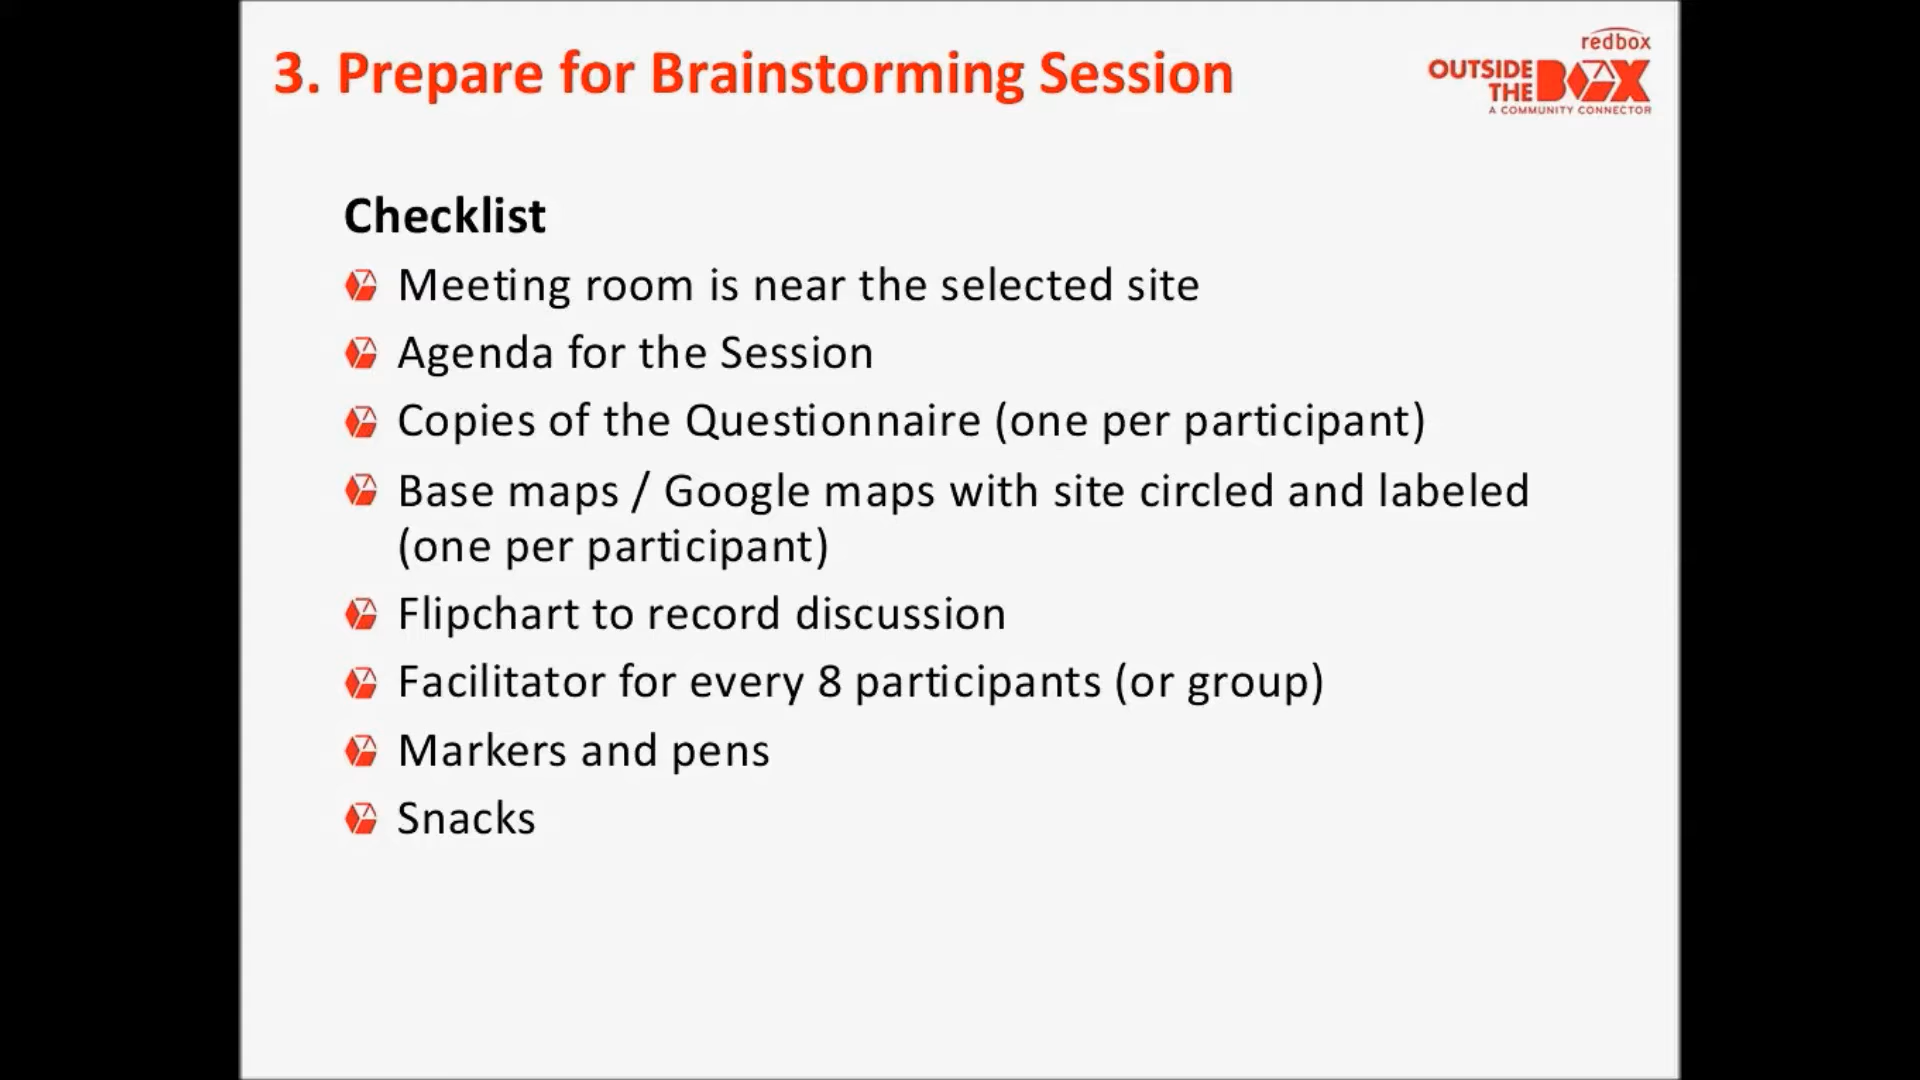 3. Prepare for Brainstorming Session
redbox
OUTSIDE
THE BOX
A COMMUNITY CONNECTOR
Checklist
Meeting room is near the selected site
Agenda for the Session
Copies of the Questionnaire (one per participant)
Base maps / Google maps with site circled and labeled
(one per participant)
Flipchart to record discussion
Facilitator for every 8 participants (or group)
Markers and pens
Snacks